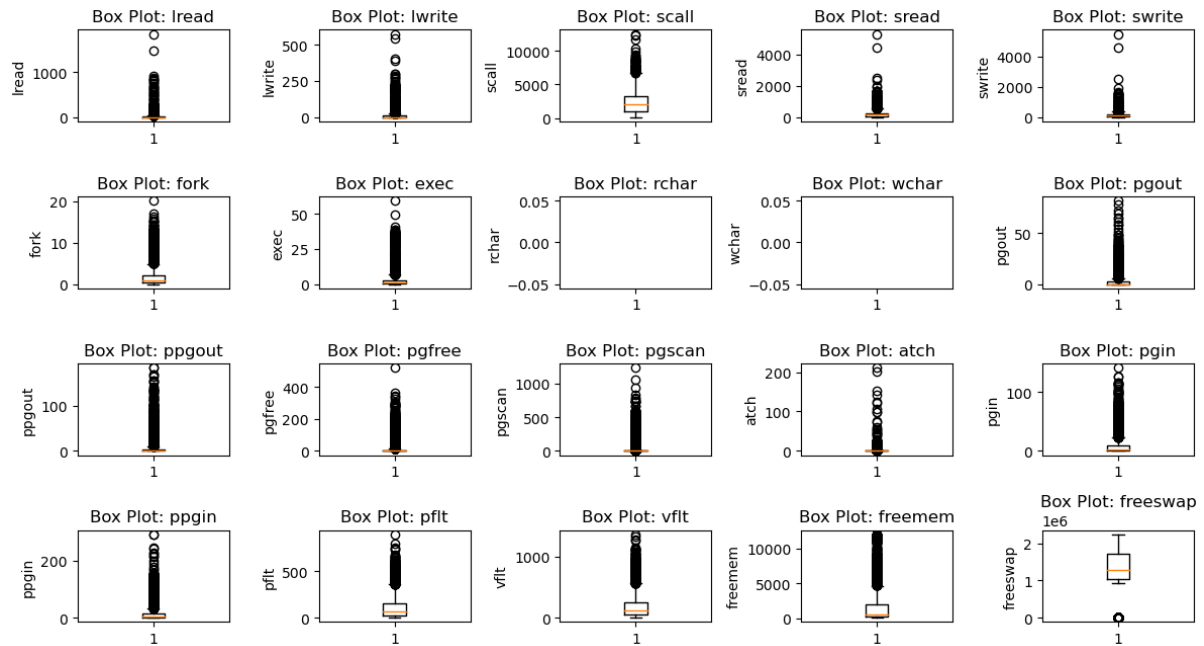 Box Plot: lread
1000
0
lread
1
Box Plot: lwrite
500
250
0
lwrite
1
Box Plot: scall
10000
5000
0
scall
1
Box Plot: sread
4000
2000
0
sread
1
Box Plot: swrite
4000
2000
0
swrite
1
Box Plot: fork
20
10
0
fork
1
Box Plot: exec
50
25
0
exec
1
Box Plot: rchar
0.05
0.00
−0.05
rchar
1
Box Plot: wchar
0.05
0.00
−0.05
wchar
1
Box Plot: pgout
50
0
pgout
1
Box Plot: ppgout
100
0
ppgout
1
Box Plot: pgfree
400
200
0
pgfree
1
Box Plot: pgscan
1000
500
0
pgscan
1
Box Plot: atch
200
100
0
atch
1
Box Plot: pgin
100
0
pgin
1
Box Plot: ppgin
200
0
ppgin
1
Box Plot: pflt
500
0
pflt
1
Box Plot: vflt
1000
0
vflt
1
Box Plot: freemem
10000
5000
0
freemem
1
Box Plot: freeswap
1e6
2
1
0
freeswap
1